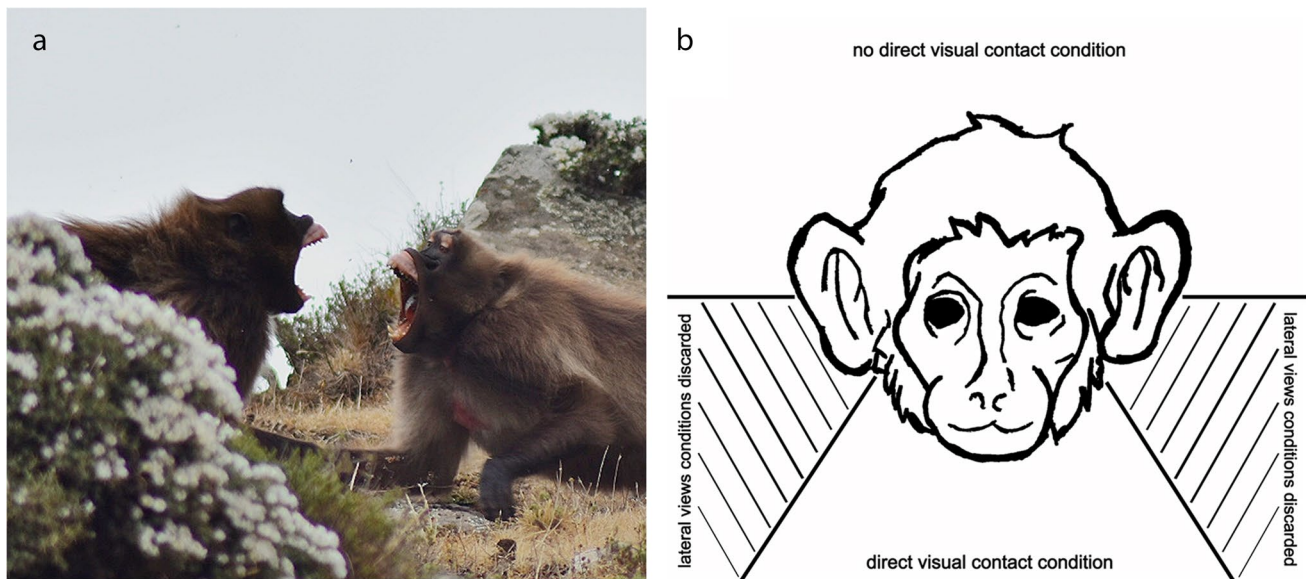 a
b
no direct visual contact condition
lateral views conditions discarded
lateral views conditions discarded
direct visual contact condition